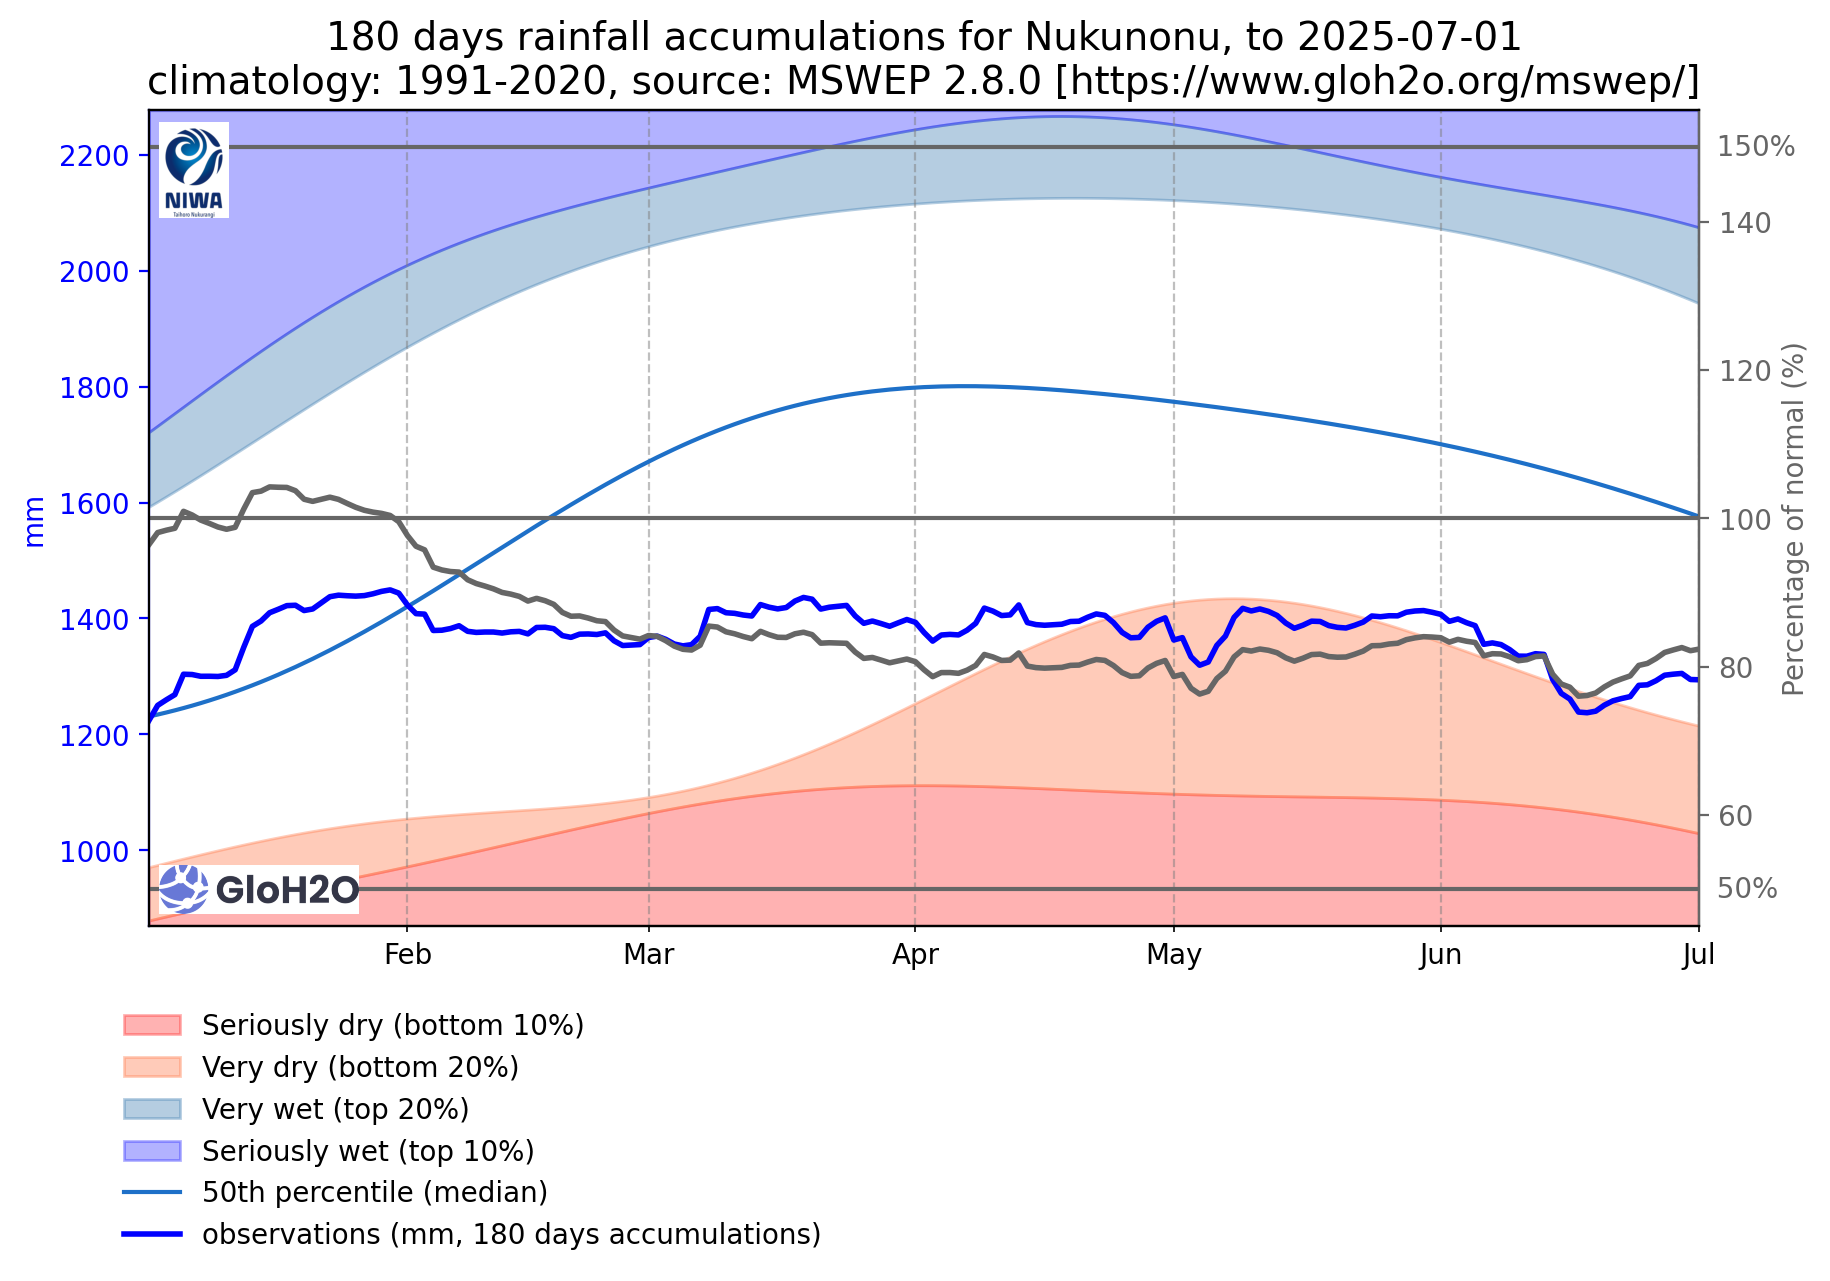 180 days rainfall accumulations for Nukunonu, to 2025-07-01
climatology: 1991-2020, source: MSWEP 2.8.0 [https://www.gloh2o.org/mswep/]
NIWA
Taihoro Nukurangi
2200
2000
1800
1600
1400
1200
1000
mm
150%
140
120
100
80
60
50%
Percentage of normal (%)
GloH2O
Feb
Mar
Apr
May
Jun
Jul
Seriously dry (bottom 10%)
Very dry (bottom 20%)
Very wet (top 20%)
Seriously wet (top 10%)
50th percentile (median)
observations (mm, 180 days accumulations)